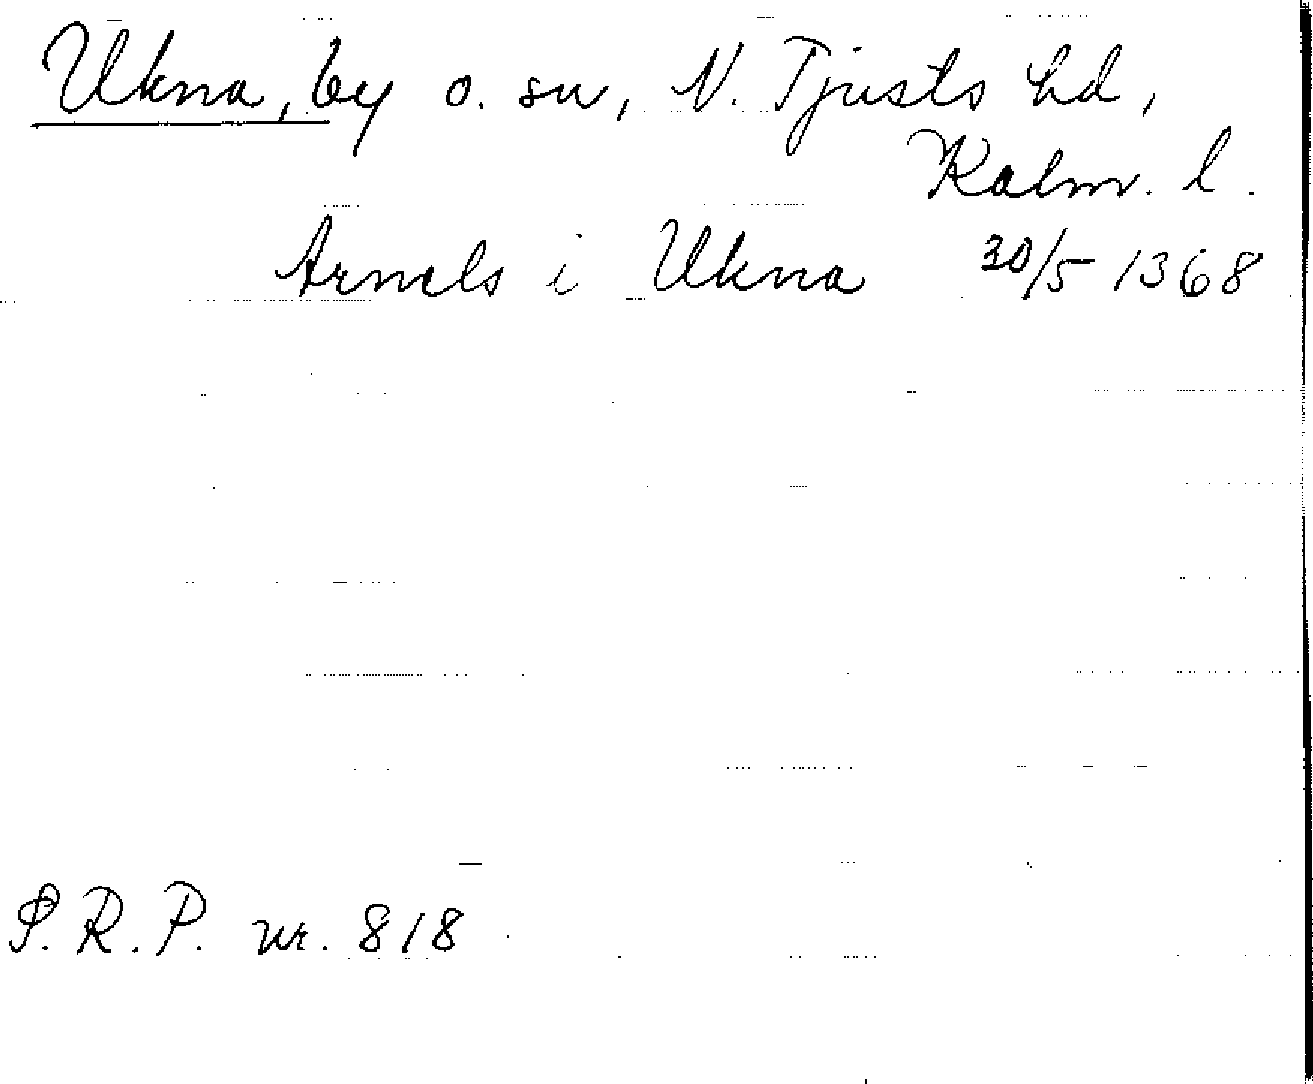 Ukna, by o. sn, N. Tjusts hd,
Kalm. l.
Arnels i Ukna 30/5 1368
S.R.P. nr. 818